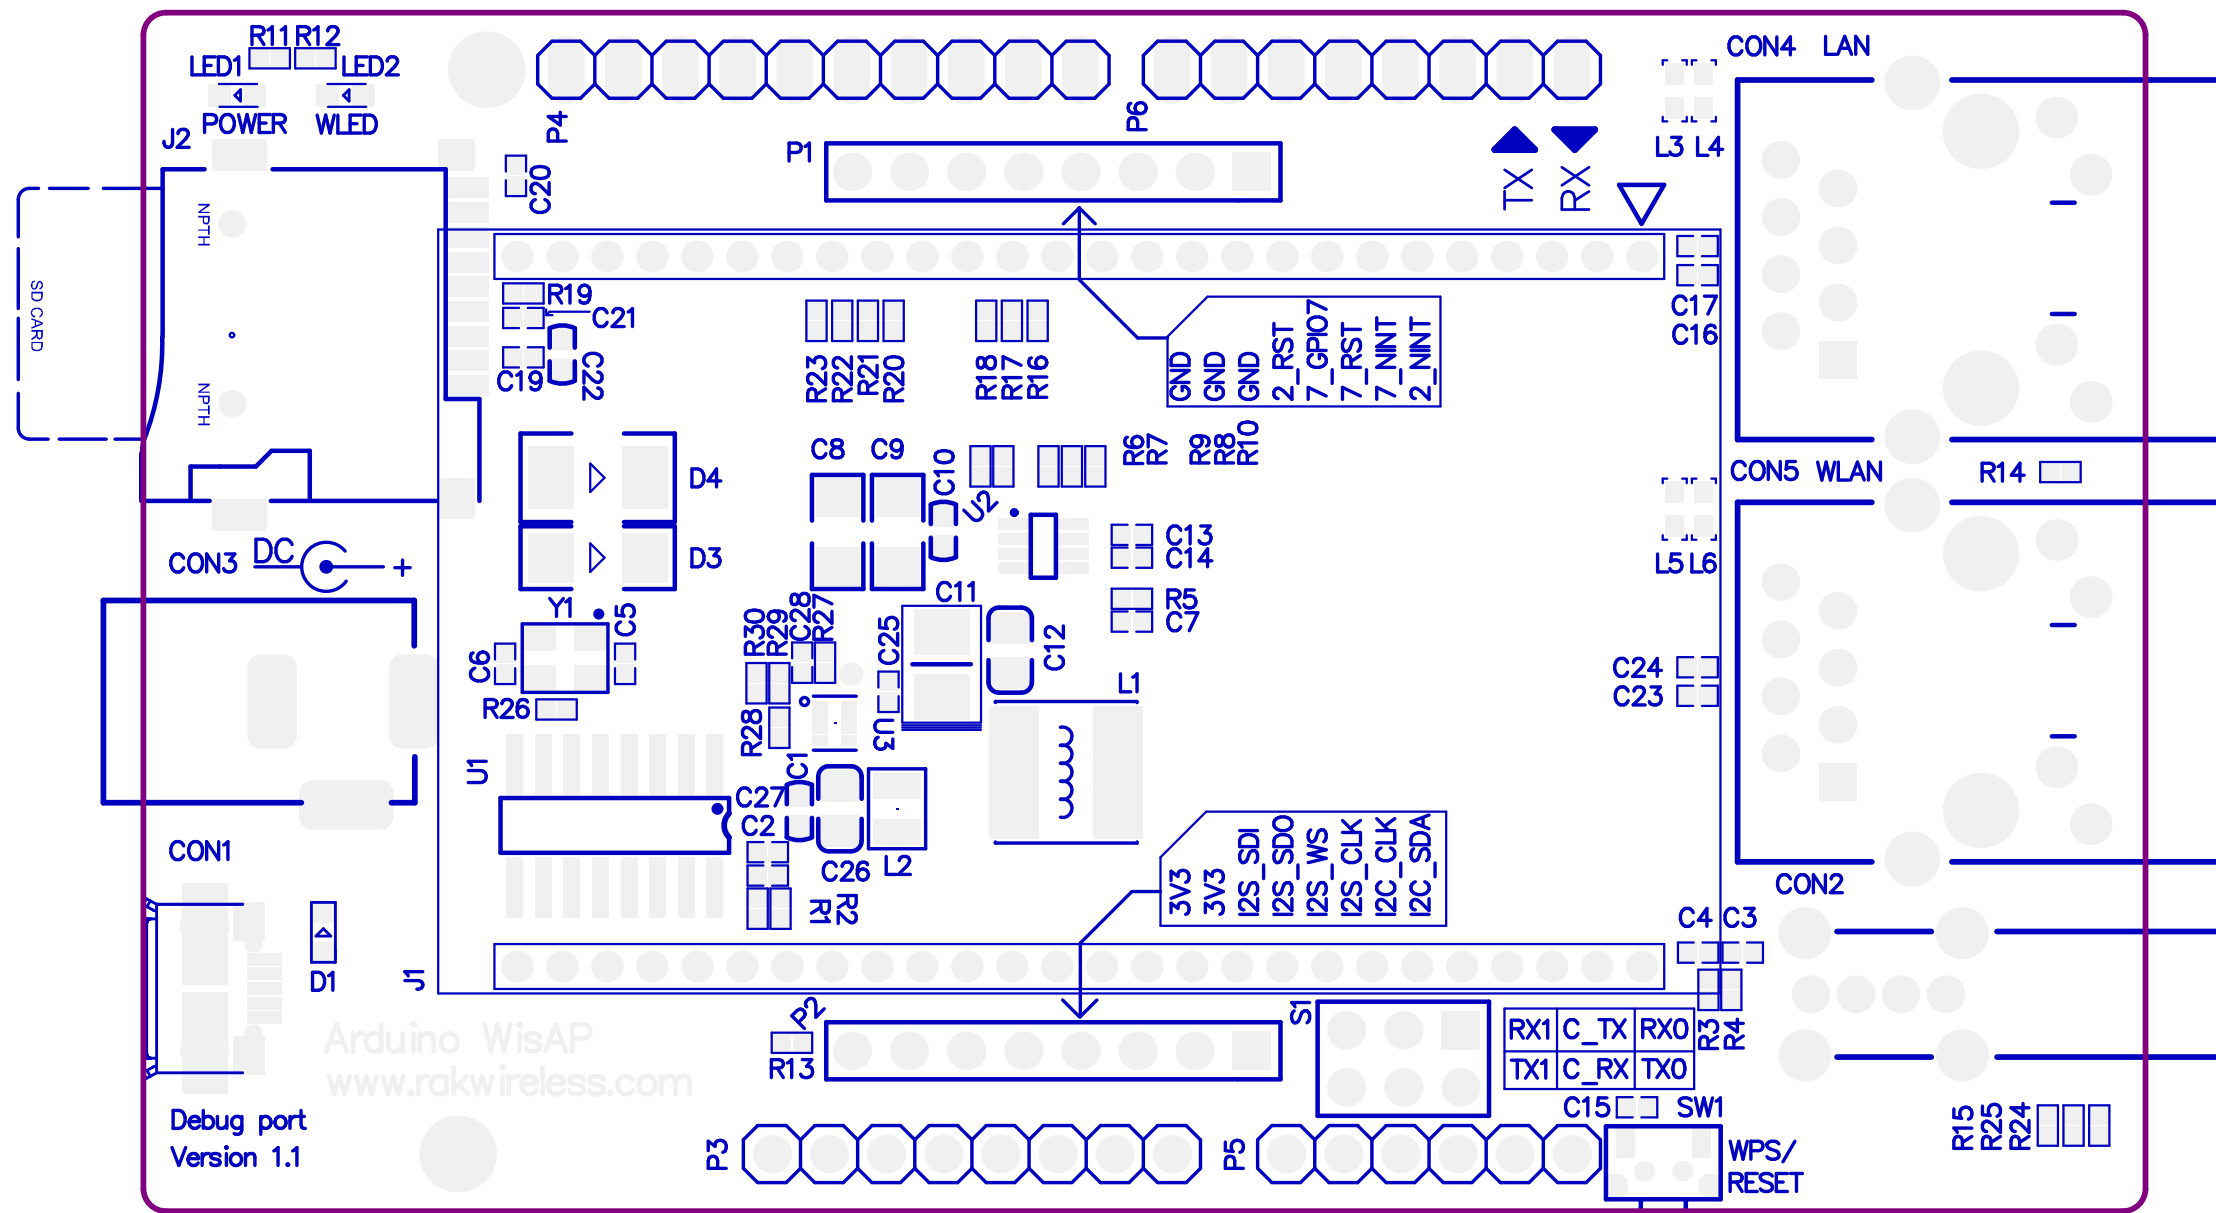 R11 R12
LED1
LED2
POWER
WLED
J2
P4
P6
P1
C20
TX
RX
CON4 LAN
L3 L4
NPTH
SD CARD
NPTH
R19
C21
C19
C22
R23
R22
R21
R20
R18
R17
R16
GND
GND
GND
2_RST
7_GPIO7
7_RST
7_NINT
2_NINT
C17
C16
D4
D3
C8
C9
C10
U2
R6
R7
R9
R8
R10
C13
C14
R5
C7
CON5 WLAN
R14
L5 L6
CON3
DC
+
Y1
C5
C6
R26
R30
R29
C28
R27
C25
C11
C12
L1
C24
C23
R28
U3
U1
C1
C27
C2
C26
L2
R1
R2
3V3
3V3
I2S_SDI
I2S_SDO
I2S_WS
I2S_CLK
I2C_CLK
I2C_SDA
CON2
C4 C3
CON1
D1
J1
P2
R13
S1
RX1 C_TX RX0
TX1 C_RX TX0
R3
R4
Arduino WisAP
www.rakwireless.com
C15
SW1
Debug port
Version 1.1
P3
P5
WPS/
RESET
R15
R25
R24